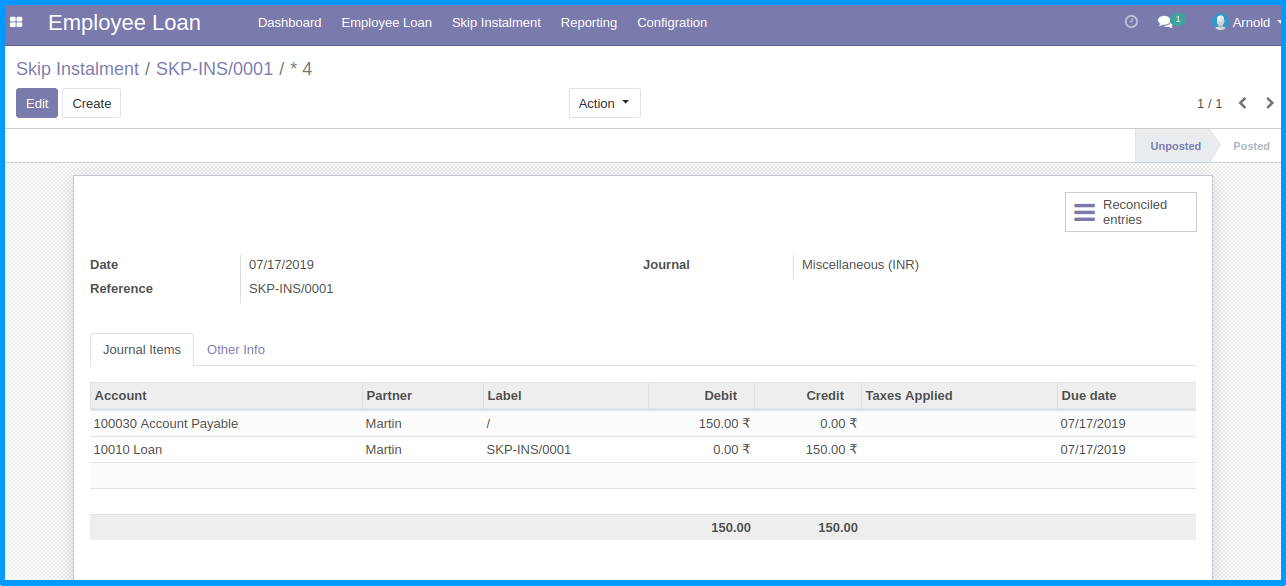 Employee Loan Dashboard Employee Loan Skip Instalment Reporting Configration 1 Arnold
Skip Instalment / SKP-INS/0001 / * 4
Edit Create Action 1 / 1
Unposted Posted
Reconciled
entries
Date 07/17/2019 Journal Miscellaneous (INR)
Reference SKP-INS/0001
Journal Items Other Info
Account Partner Label Debit Credit Taxes Applied Due date
100030 Account Payable Martin / 150.00 ₹ 0.00 ₹ 07/17/2019
10010 Loan Martin SKP-INS/0001 0.00 ₹ 150.00 ₹ 07/17/2019
150.00 150.00